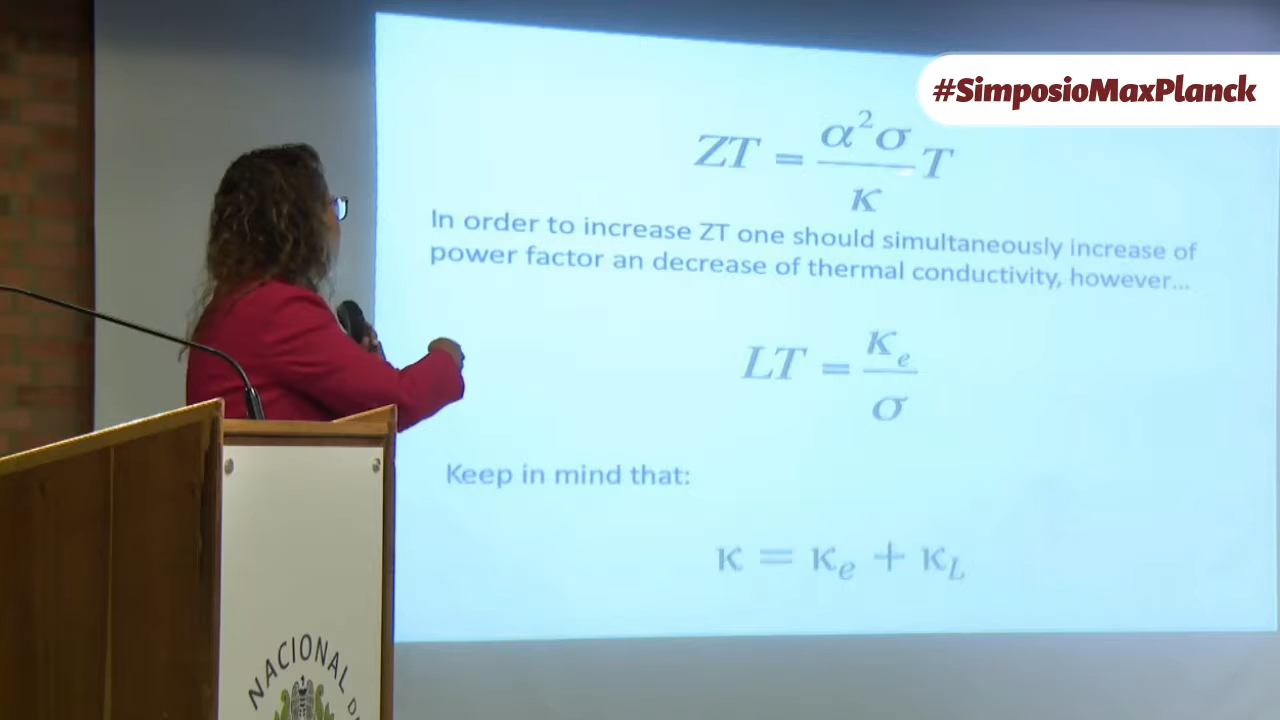 #SimposioMaxPlanck
ZT = α²σ/κ T
In order to increase ZT one should simultaneously increase of
power factor an decrease of thermal conductivity, however...
LT = κₑ/σ
Keep in mind that:
κ = κₑ + κ_L
NACIONAL